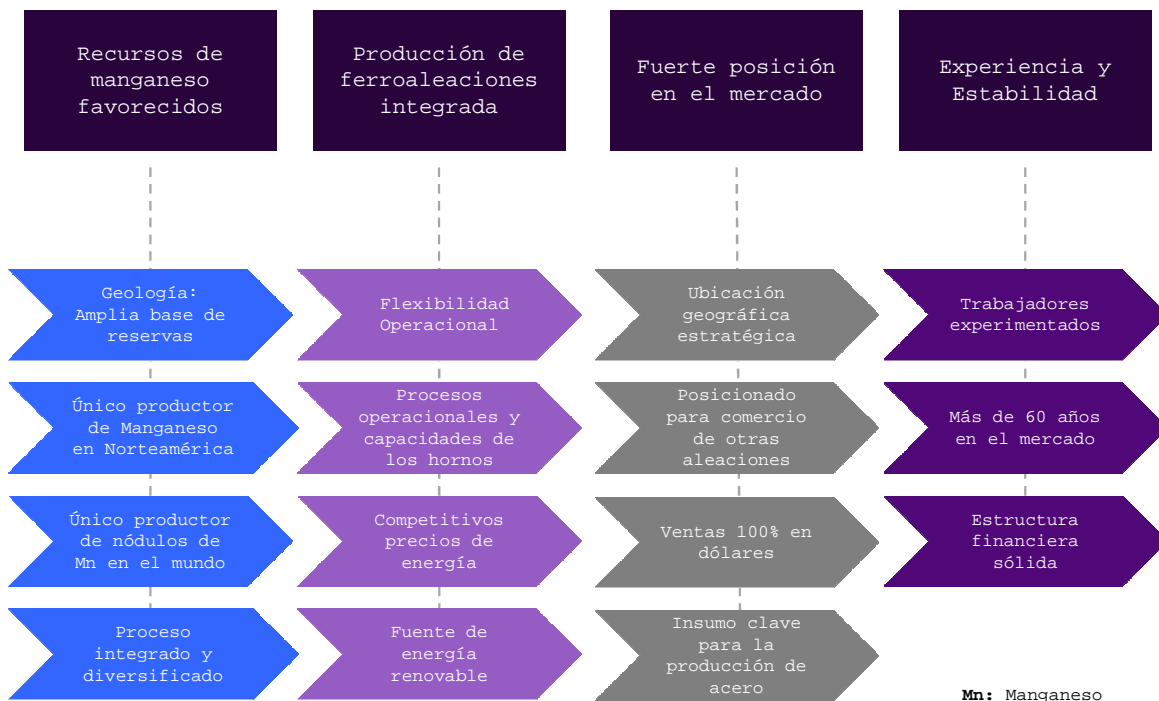 Recursos de
manganeso
favorecidos
Producción de
ferroaleaciones
integrada
Fuerte posición
en el mercado
Experiencia y
Estabilidad
Geología:
Amplia base de
reservas
Único productor
de Manganeso
en Norteamérica
Único productor
de nódulos de
Mn en el mundo
Proceso
integrado y
diversificado
Flexibilidad
Operacional
Procesos
operacionales y
capacidades de
los hornos
Competitivos
precios de
energía
Fuente de
energía
renovable
Ubicación
geográfica
estratégica
Posicionado
para comercio
de otras
aleaciones
Ventas 100% en
dólares
Insumo clave
para la
producción de
acero
Trabajadores
experimentados
Más de 60 años
en el mercado
Estructura
financiera
sólida
Mn: Manganeso